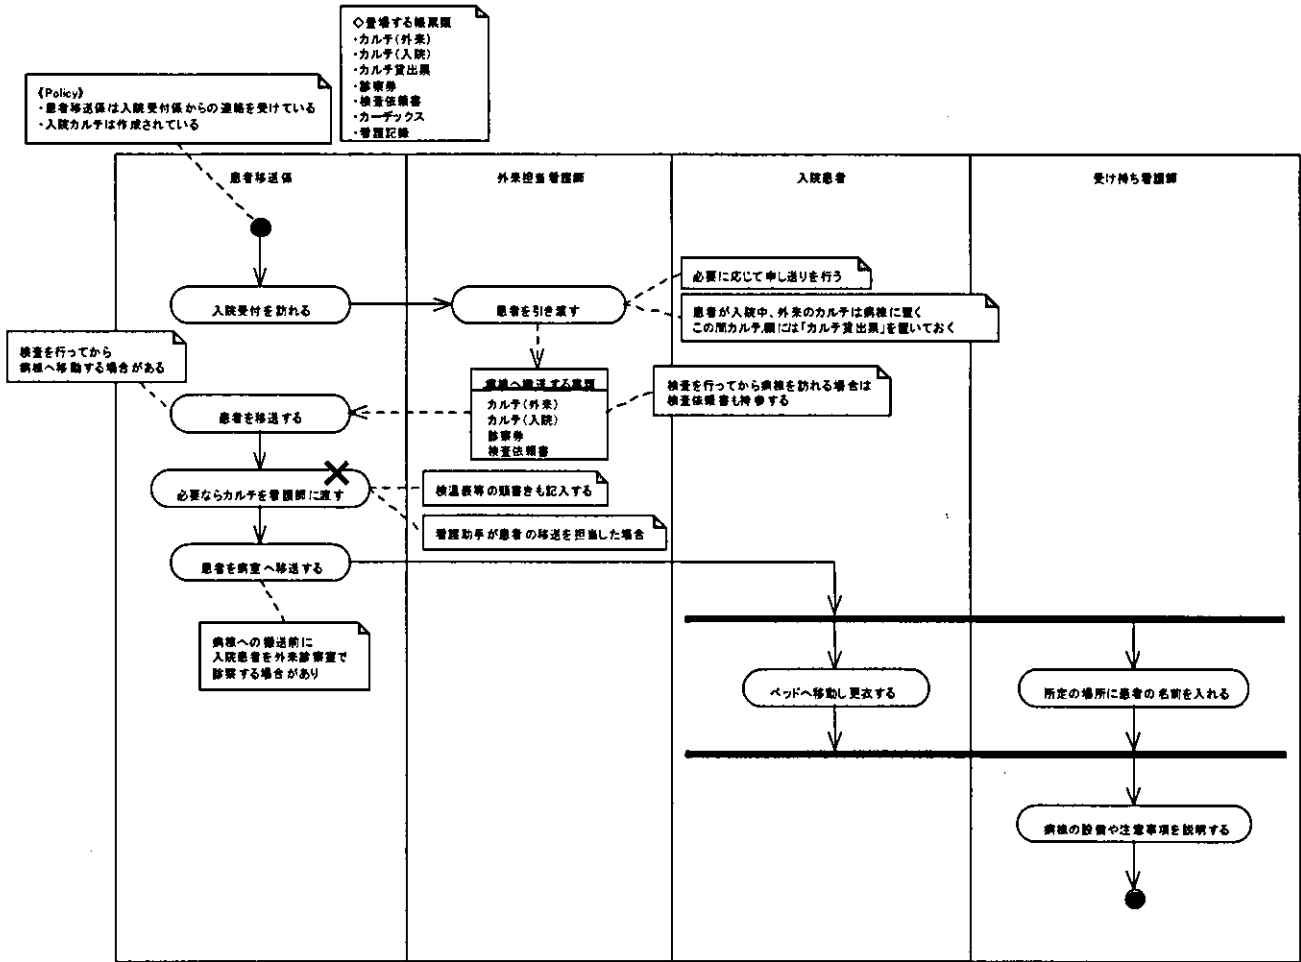 ◇登場する帳票類
・カルテ(外来)
・カルテ(入院)
・カルテ貸出票
・診察券
・検査依頼書
・カーデックス
・看護記録
《Policy》
・患者移送係は入院受付係からの連絡を受けている
・入院カルテは作成されている
患者移送係
外来担当看護師
入院患者
受け持ち看護師
入院受付を訪れる
患者を引き渡す
必要に応じて申し送りを行う
患者が入院中、外来のカルテは病棟に置く
この間カルテ棚には「カルテ貸出票」を置いておく
検査を行ってから
病棟へ移動する場合がある
患者を移送する
病棟へ搬送する書類
カルテ(外来)
カルテ(入院)
診察券
検査依頼書
検査を行ってから病棟を訪れる場合は
検査依頼書も持参する
必要ならカルテを看護師に渡す
検温表等の頭書きも記入する
看護助手が患者の移送を担当した場合
患者を病室へ移送する
病棟への搬送前に
入院患者を外来診察室で
診察する場合があり
ベッドへ移動し更衣する
所定の場所に患者の名前を入れる
病棟の設備や注意事項を説明する